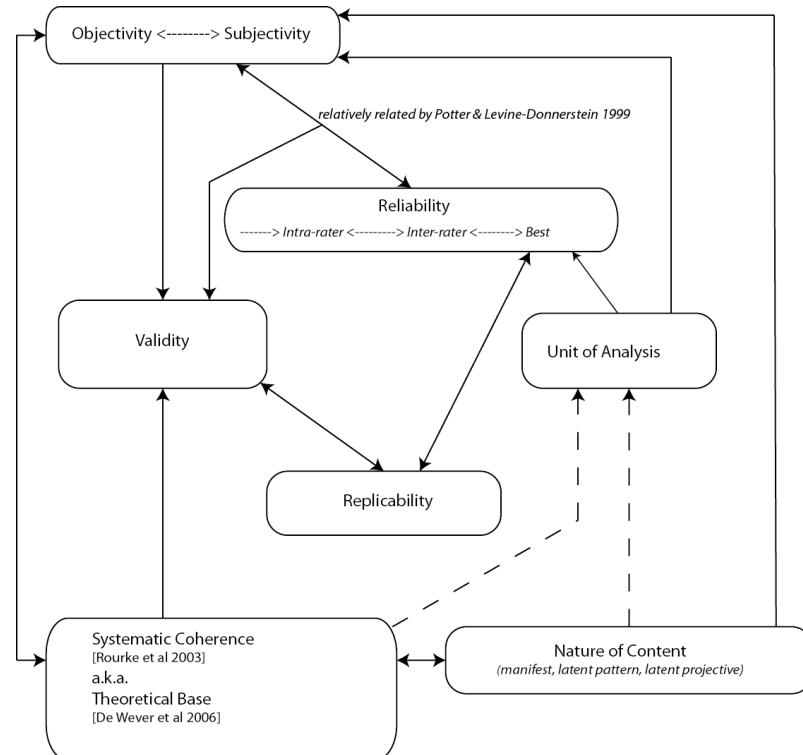 Objectivity <--------> Subjectivity
relatively related by Potter & Levine-Donnerstein 1999
Reliability
-------> Intra-rater <---------> Inter-rater <--------> Best
Validity
Unit of Analysis
Replicability
Systematic Coherence
[Rourke et al 2003]
a.k.a.
Theoretical Base
[De Wever et al 2006]
Nature of Content
(manifest, latent pattern, latent projective)